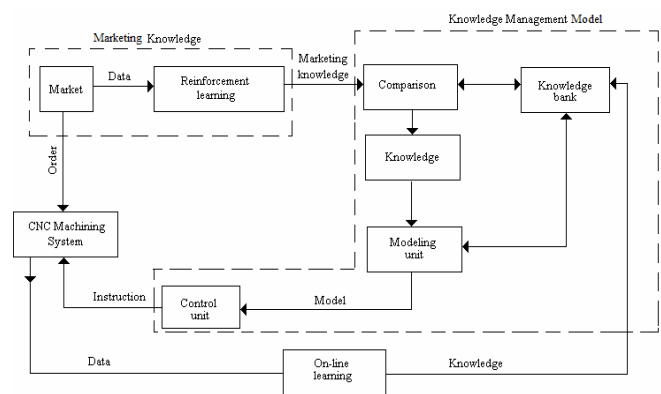 Knowledge Management Model
Marketing Knowledge
Market
Data
Reinforcement
learning
Marketing
knowledge
Comparison
Knowledge
bank
Order
Knowledge
CNC Machining
System
Modeling
unit
Instruction
Control
unit
Model
Data
On-line
learning
Knowledge